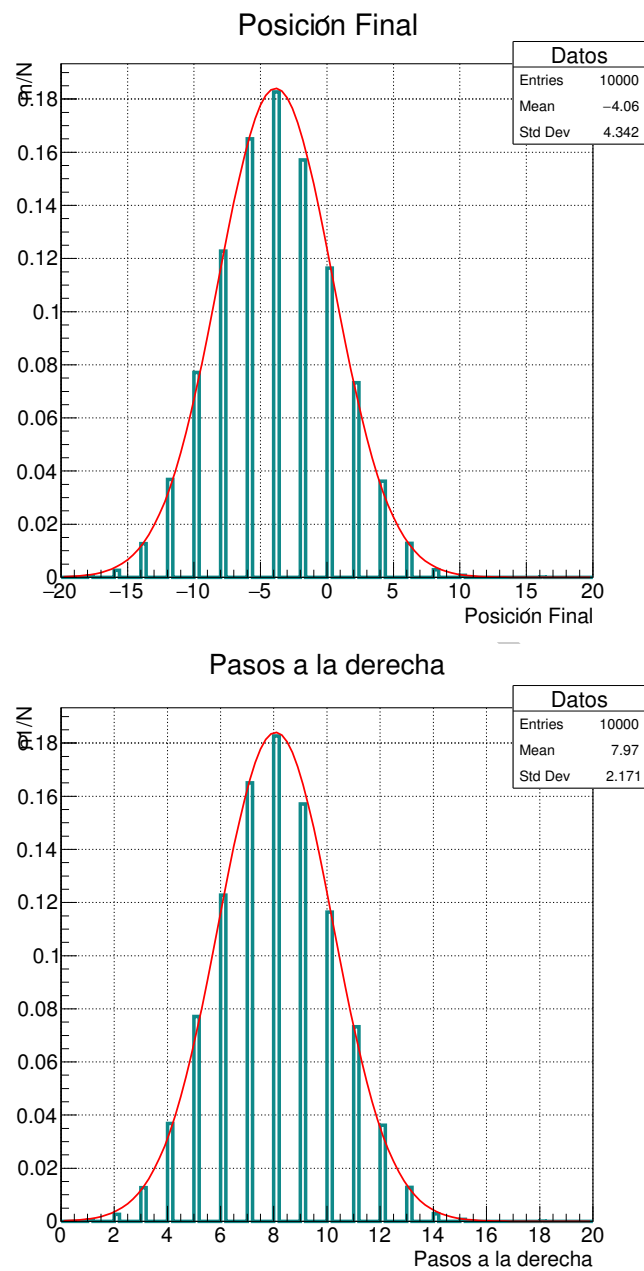 Posición Final
Datos
Entries 10000
Mean −4.06
Std Dev 4.342
m/N
0.18
0.16
0.14
0.12
0.1
0.08
0.06
0.04
0.02
0
−20 −15 −10 −5 0 5 10 15 20
Posición Final
Pasos a la derecha
Datos
Entries 10000
Mean 7.97
Std Dev 2.171
0.18
0.16
0.14
0.12
0.1
0.08
0.06
0.04
0.02
0
0 2 4 6 8 10 12 14 16 18 20
Pasos a la derecha